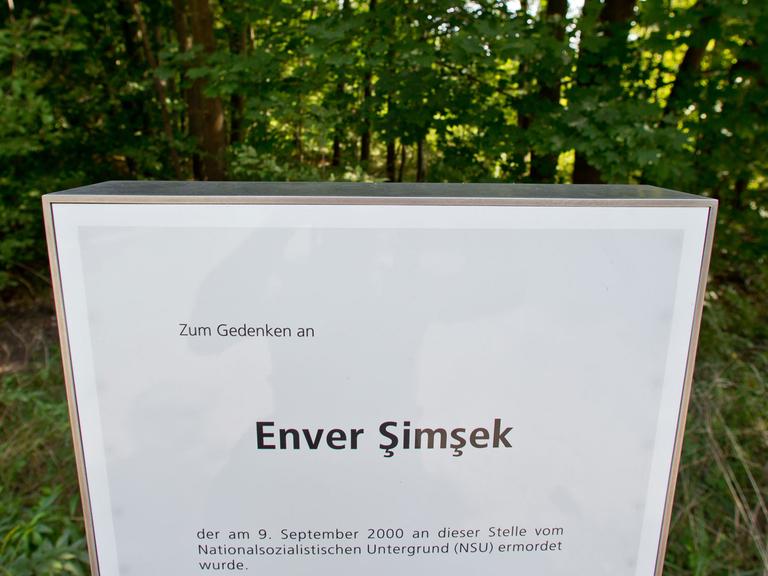 Zum Gedenken an
Enver Şimşek
der am 9. September 2000 an dieser Stelle vom
Nationalsozialistischen Untergrund (NSU) ermordet
wurde.